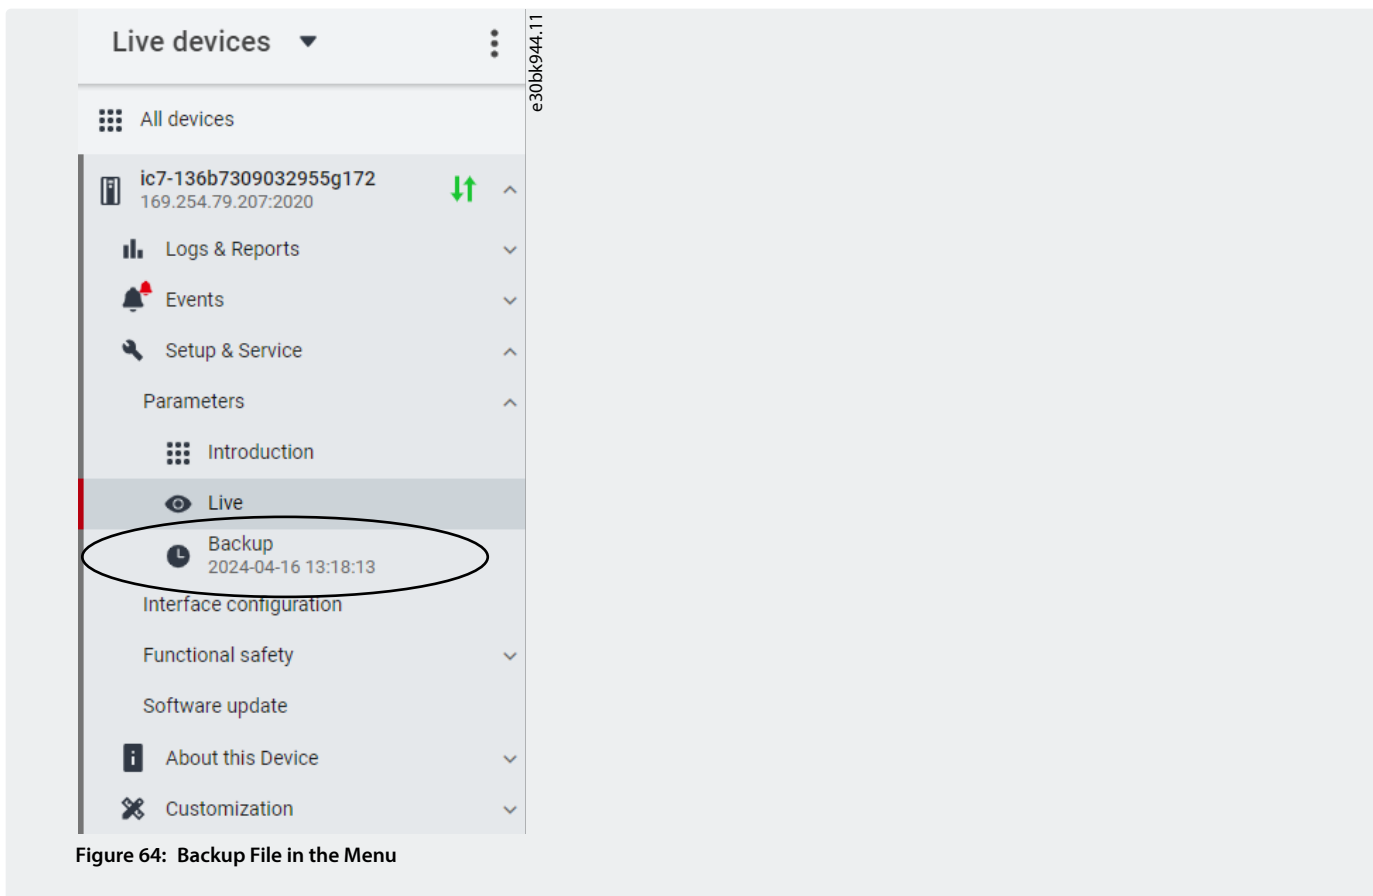 Live devices
e30bk944.11
All devices
ic7-136b7309032955g172
169.254.79.207:2020
Logs & Reports
Events
Setup & Service
Parameters
Introduction
Live
Backup
2024-04-16 13:18:13
Interface configuration
Functional safety
Software update
About this Device
Customization
Figure 64: Backup File in the Menu